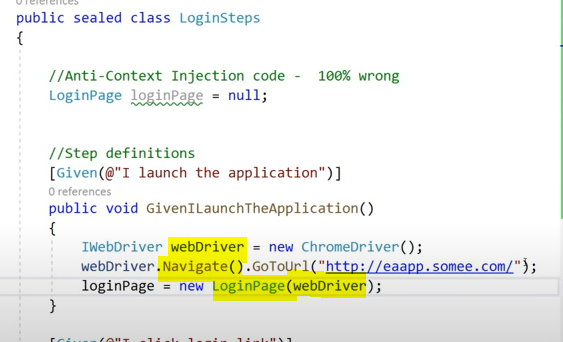 0 references
public sealed class LoginSteps
{
//Anti-Context Injection code - 100% wrong
LoginPage loginPage = null;
//Step definitions
[Given(@"I launch the application")]
0 references
public void GivenILaunchTheApplication()
{
IWebDriver webDriver = new ChromeDriver();
webDriver.Navigate().GoToUrl("http://eaapp.somee.com/");
loginPage = new LoginPage(webDriver);
}
[Given(@"I click login link")]